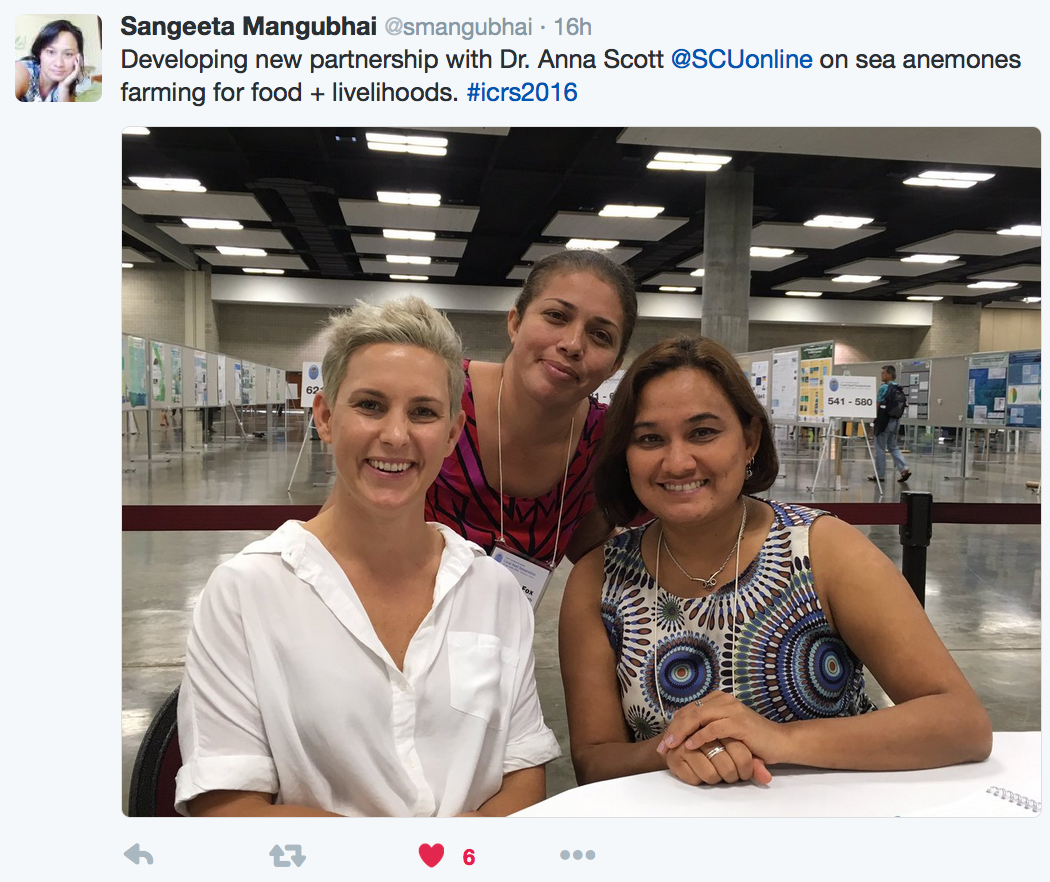 Sangeeta Mangubhai @smangubhai · 16h
Developing new partnership with Dr. Anna Scott @SCUonline on sea anemones
farming for food + livelihoods. #icrs2016
541 - 580
Fox
6